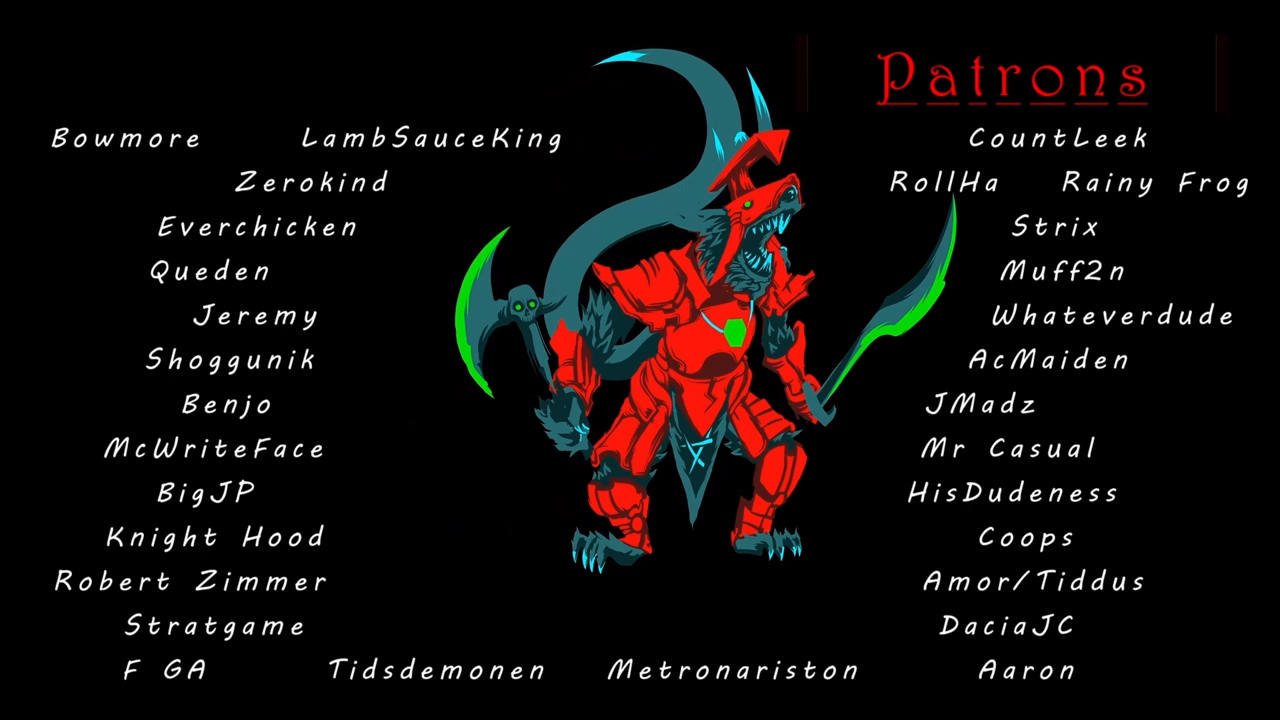 Patrons
Bowmore LambSauceKing CountLeek
Zerokind RollHa Rainy Frog
Everchicken Strix
Queden Muff2n
Jeremy Whateverdude
Shoggunik AcMaiden
Benjo JMadz
McWriteFace Mr Casual
BigJP HisDudeness
Knight Hood Coops
Robert Zimmer Amor/Tiddus
Stratgame DaciaJC
F GA Tidsdemonen Metronariston Aaron